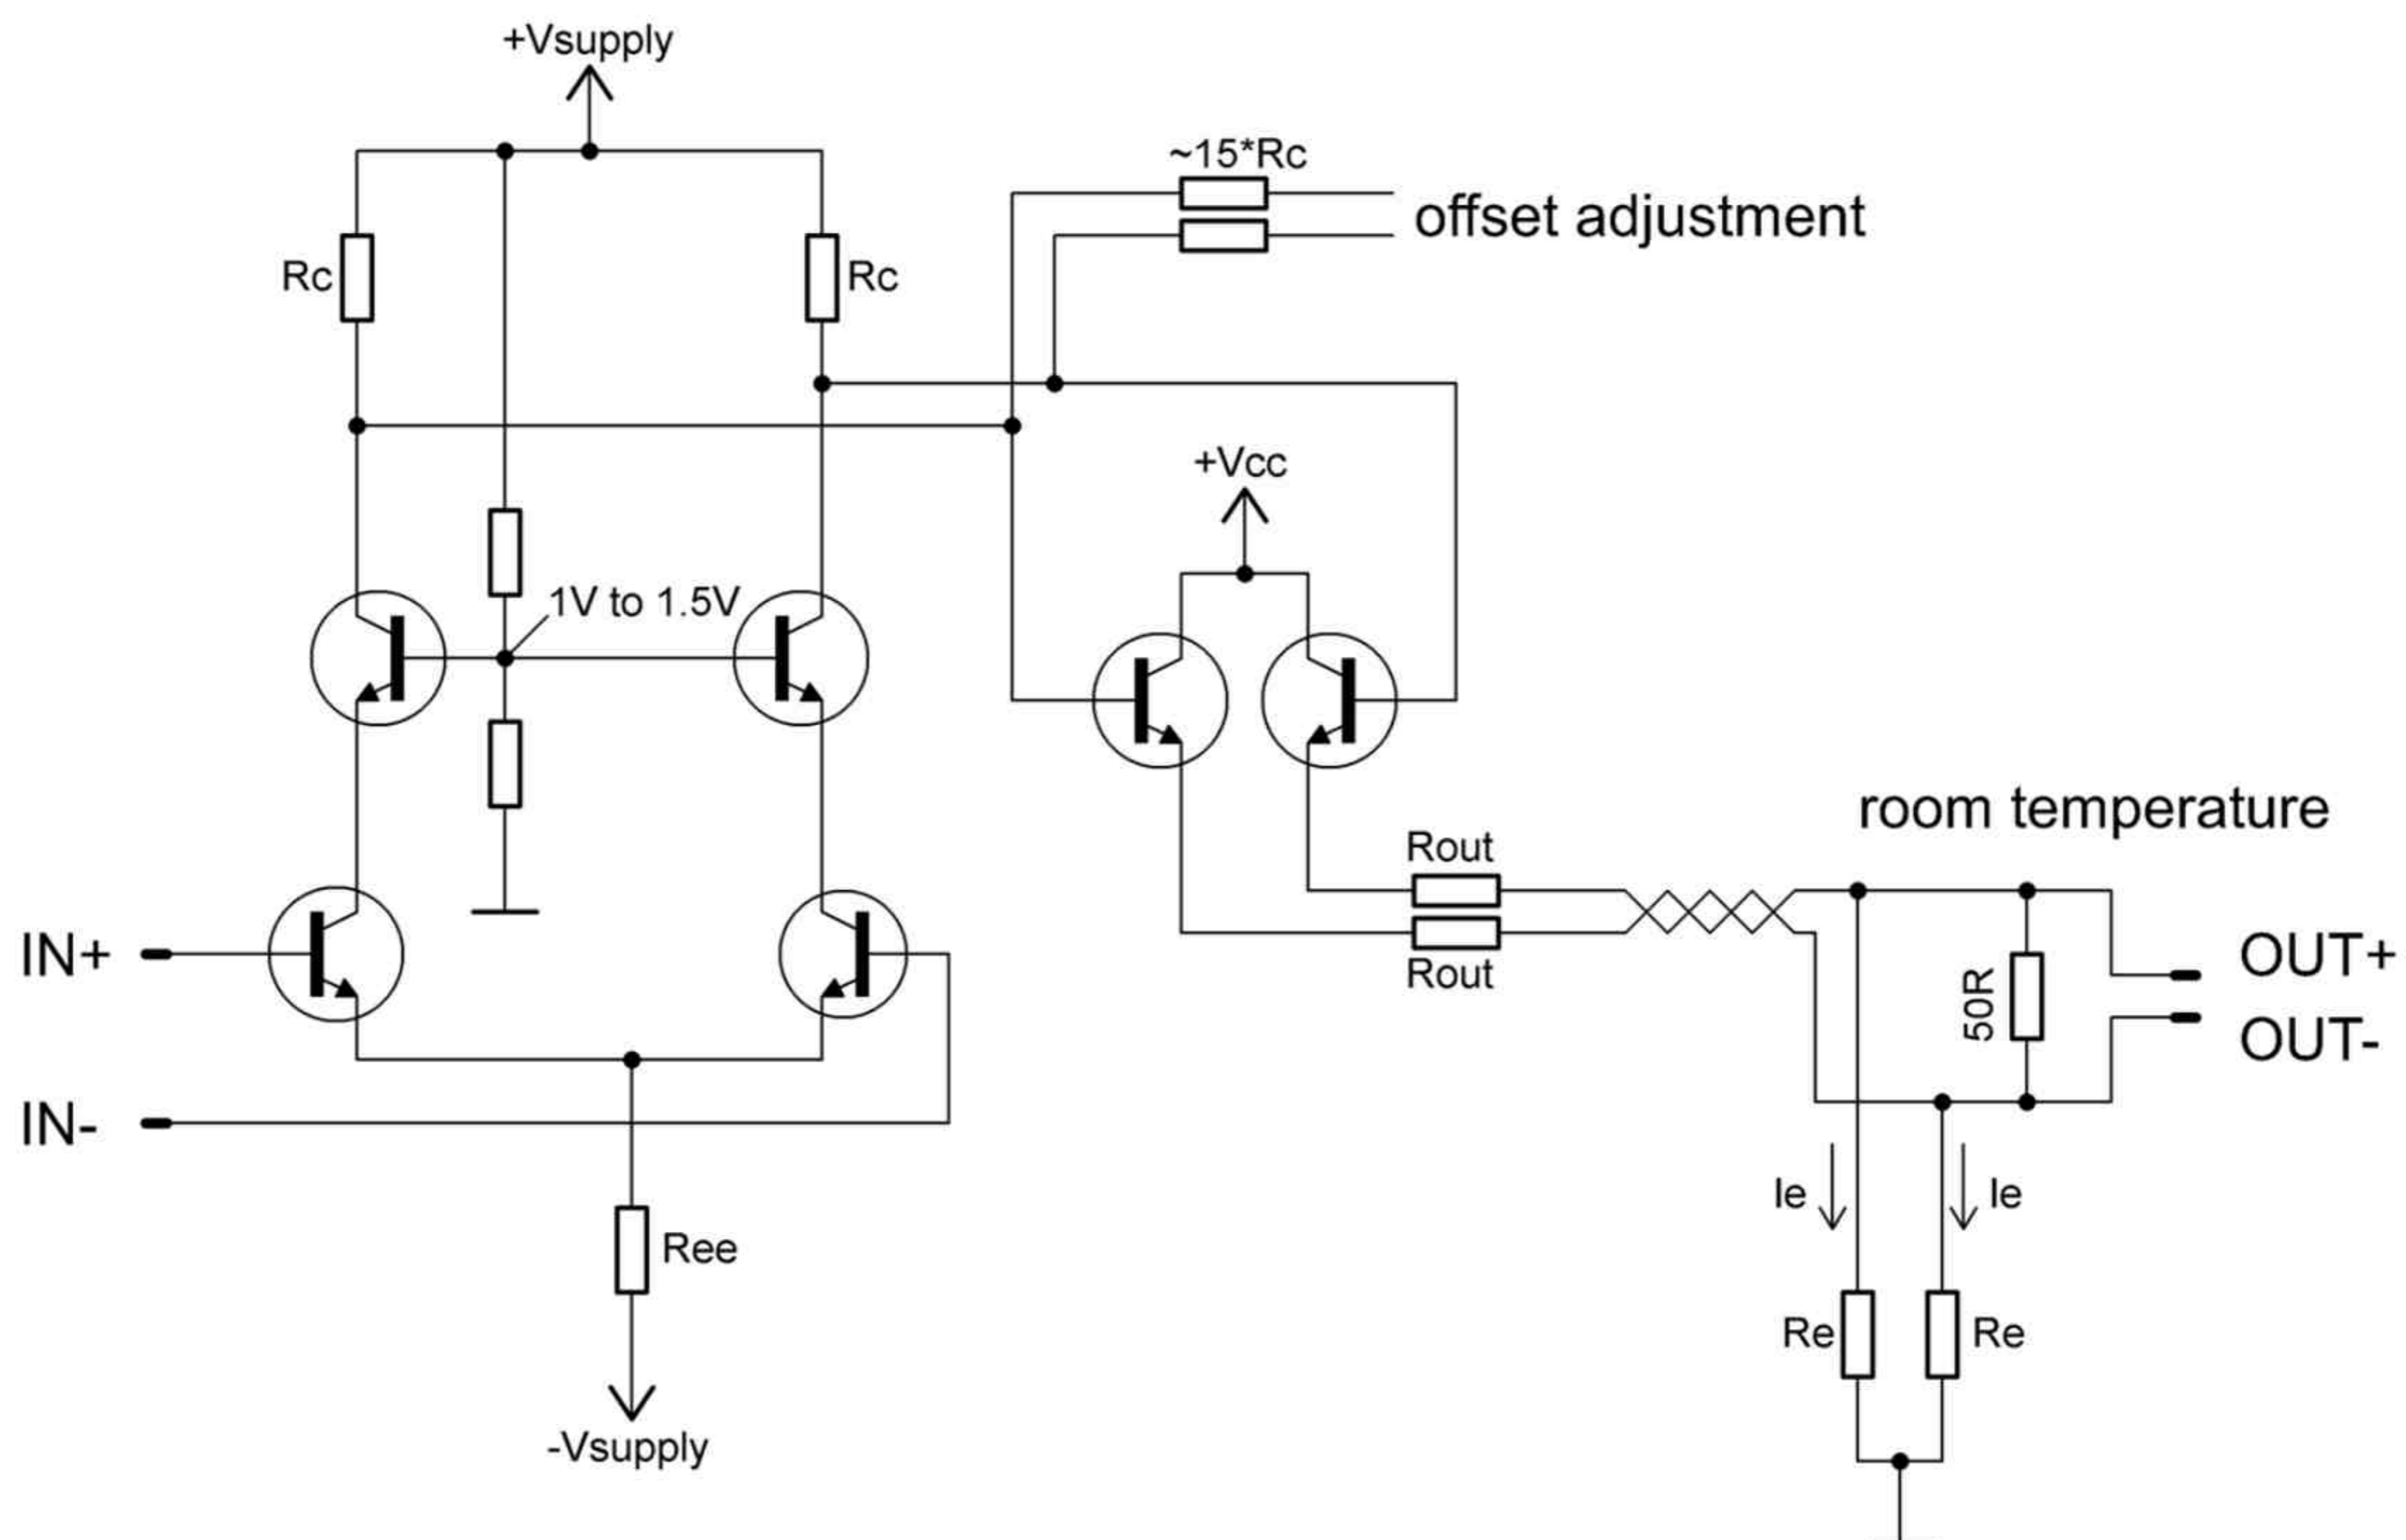 +Vsupply
~15*Rc
offset adjustment
Rc
Rc
+Vcc
1V to 1.5V
room temperature
Rout
Rout
IN+
OUT+
50R
OUT-
IN-
Ie
Ie
Ree
Re
Re
-Vsupply